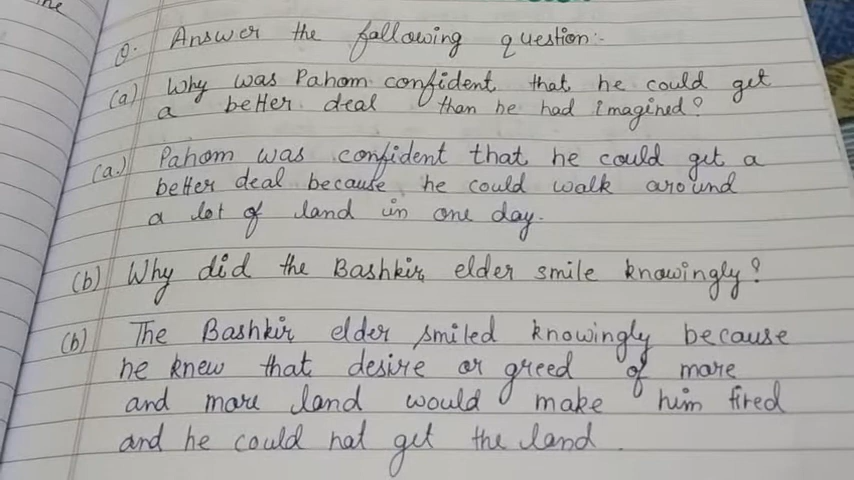 Q. Answer the following question:-
(a) Why was Pahom confident that he could get
a better deal than he had imagined?
(a.) Pahom was confident that he could get a
better deal because he could walk around
a lot of land in one day.
(b) Why did the Bashkir elder smile knowingly?
(b) The Bashkir elder smiled knowingly because
he knew that desire or greed of more
and more land would make him tired
and he could not get the land.